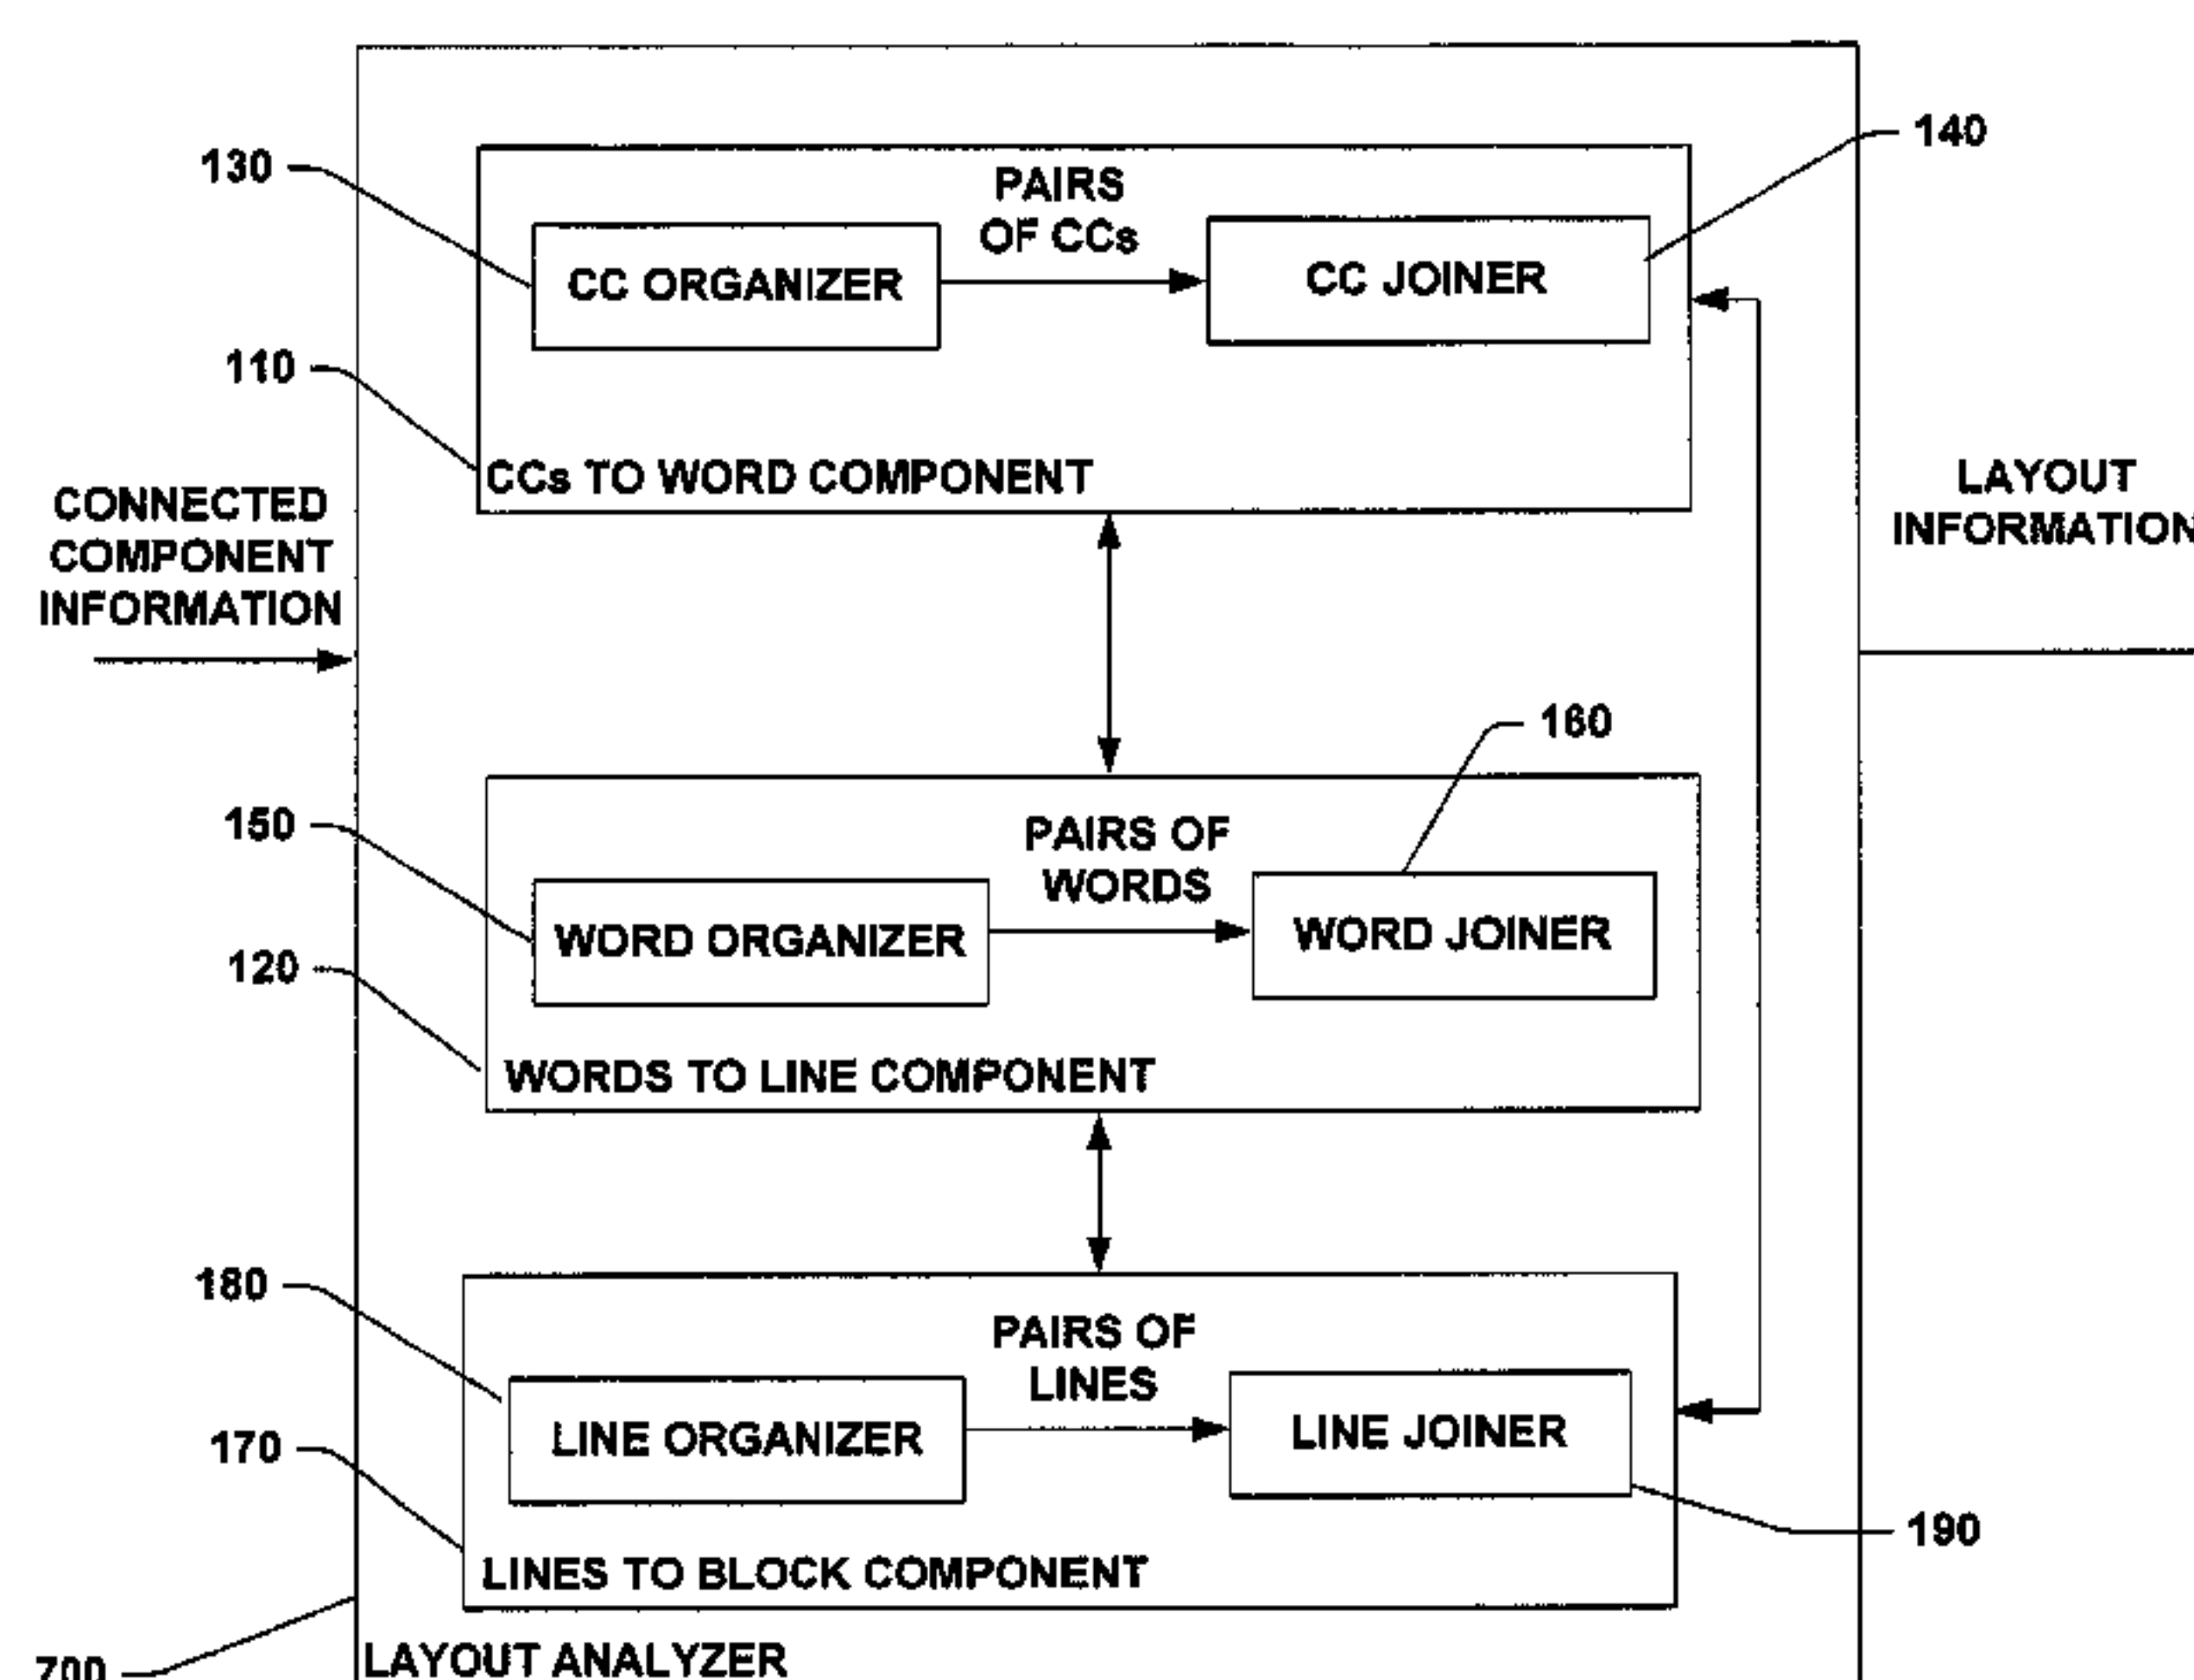 130
140
PAIRS
OF CCs
CC ORGANIZER
CC JOINER
110
CCs TO WORD COMPONENT
CONNECTED
COMPONENT
INFORMATION
LAYOUT
INFORMATION
160
150
PAIRS OF
WORDS
WORD ORGANIZER
WORD JOINER
120
WORDS TO LINE COMPONENT
180
PAIRS OF
LINES
LINE ORGANIZER
LINE JOINER
170
190
LINES TO BLOCK COMPONENT
700
LAYOUT ANALYZER